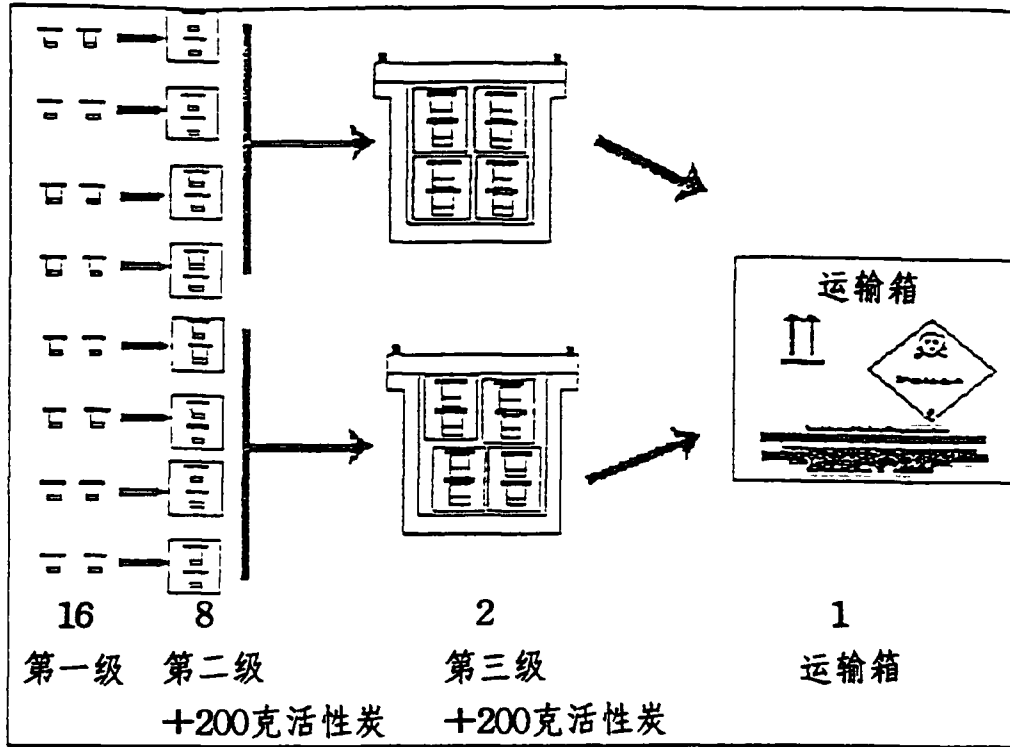 运输箱
16 8 2 1
第一级 第二级 第三级 运输箱
+200克活性炭 +200克活性炭